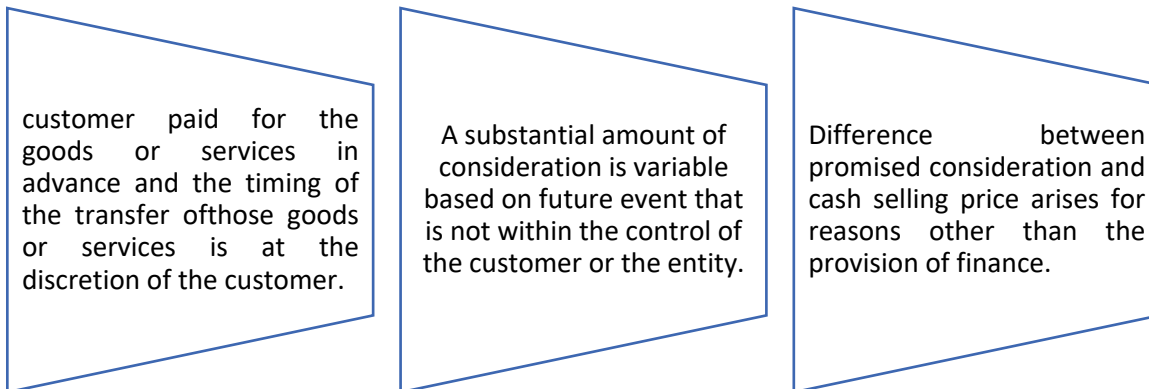 customer paid for the
goods or services in
advance and the timing of
the transfer ofthose goods
or services is at the
discretion of the customer.
A substantial amount of
consideration is variable
based on future event that
is not within the control of
the customer or the entity.
Difference between
promised consideration and
cash selling price arises for
reasons other than the
provision of finance.